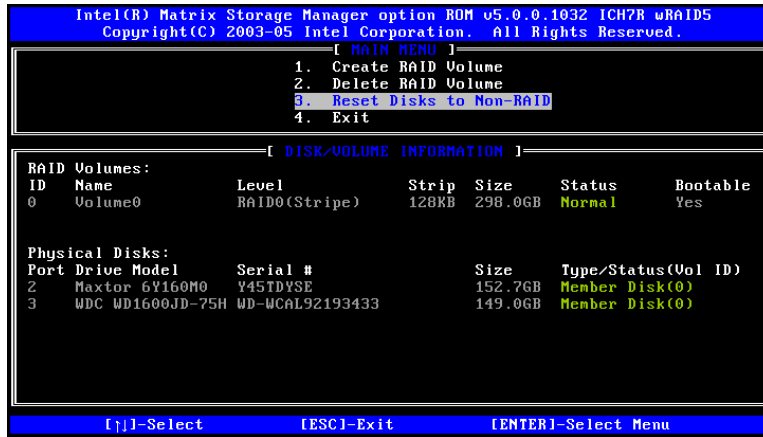 Intel(R) Matrix Storage Manager option ROM v5.0.0.1032 ICH7R wRAID5
Copyright(C) 2003-05 Intel Corporation. All Rights Reserved.
[ MAIN MENU ]
1. Create RAID Volume
2. Delete RAID Volume
3. Reset Disks to Non-RAID
4. Exit
[ DISK/VOLUME INFORMATION ]
RAID Volumes:
ID Name Level Strip Size Status Bootable
0 Volume0 RAID0(Stripe) 128KB 298.0GB Normal Yes
Physical Disks:
Port Drive Model Serial # Size Type/Status(Vol ID)
2 Maxtor 6Y160M0 Y45TDYSE 152.7GB Member Disk(0)
3 WDC WD1600JD-75H WD-WCAL92193433 149.0GB Member Disk(0)
[↑↓]-Select [ESC]-Exit [ENTER]-Select Menu